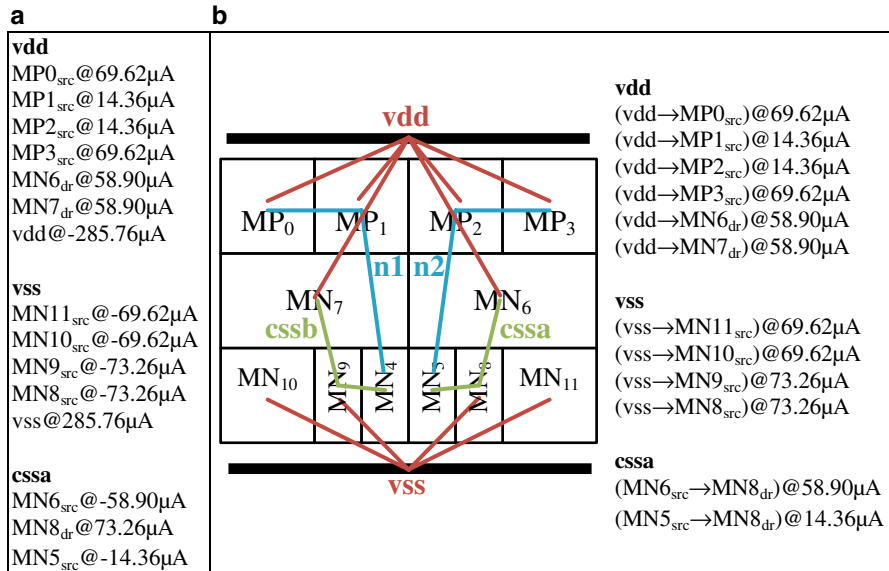 a
vdd
MP0src@69.62µA
MP1src@14.36µA
MP2src@14.36µA
MP3src@69.62µA
MN6dr@58.90µA
MN7dr@58.90µA
vdd@-285.76µA
vss
MN11src@-69.62µA
MN10src@-69.62µA
MN9src@-73.26µA
MN8src@-73.26µA
vss@285.76µA
cssa
MN6src@-58.90µA
MN8dr@73.26µA
MN5src@-14.36µA
b
vdd
MP0 MP1 MP2 MP3
n1 n2
MN7 MN6
cssb cssa
MN10 MN9 MN4 MN5 MN8 MN11
vss
vdd
(vdd→MP0src)@69.62µA
(vdd→MP1src)@14.36µA
(vdd→MP2src)@14.36µA
(vdd→MP3src)@69.62µA
(vdd→MN6dr)@58.90µA
(vdd→MN7dr)@58.90µA
vss
(vss→MN11src)@69.62µA
(vss→MN10src)@69.62µA
(vss→MN9src)@73.26µA
(vss→MN8src)@73.26µA
cssa
(MN6src→MN8dr)@58.90µA
(MN5src→MN8dr)@14.36µA